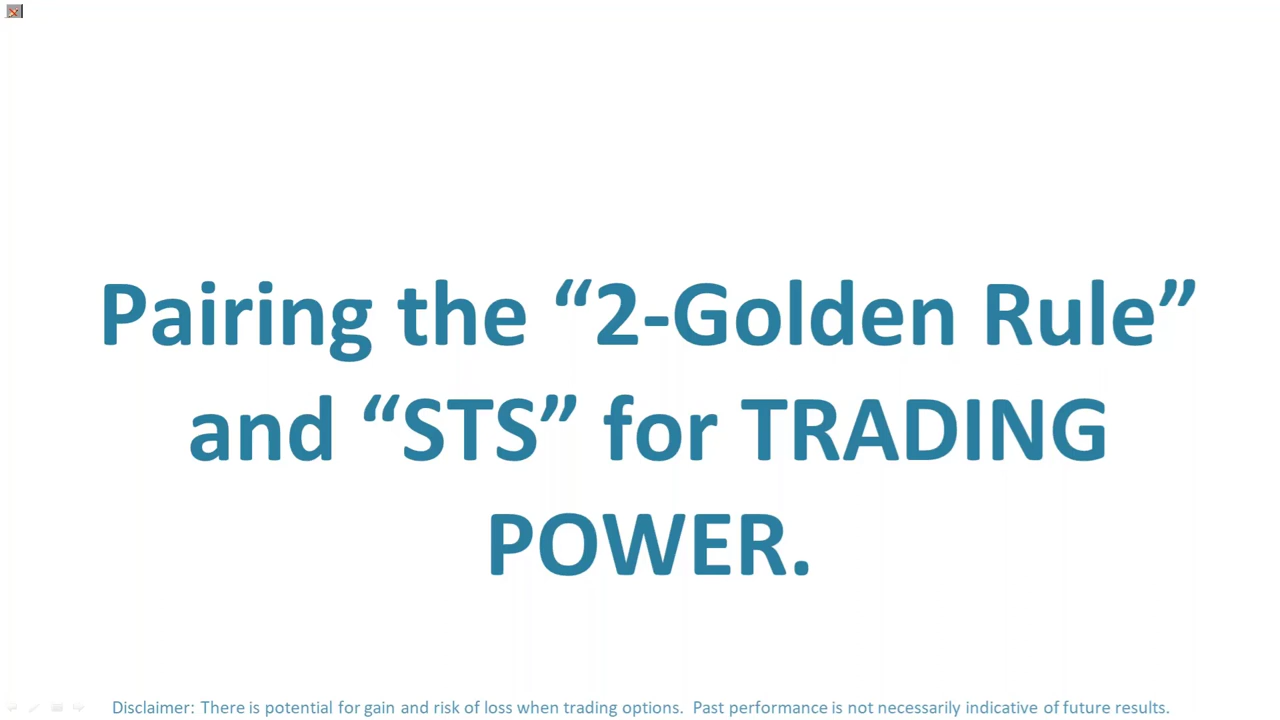 Pairing the “2-Golden Rule”
and “STS” for TRADING
POWER.
Disclaimer: There is potential for gain and risk of loss when trading options.  Past performance is not necessarily indicative of future results.